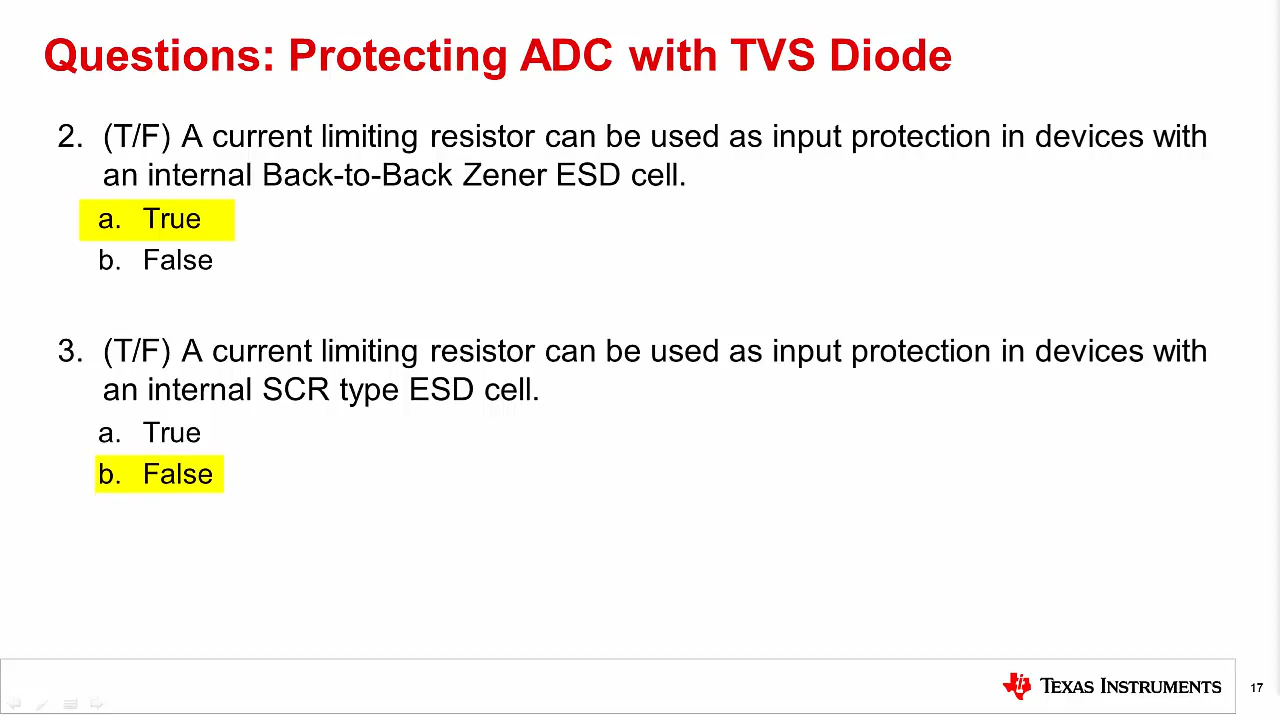 Questions: Protecting ADC with TVS Diode
2. (T/F) A current limiting resistor can be used as input protection in devices with
an internal Back-to-Back Zener ESD cell.
a. True
b. False
3. (T/F) A current limiting resistor can be used as input protection in devices with
an internal SCR type ESD cell.
a. True
b. False
TEXAS INSTRUMENTS
17